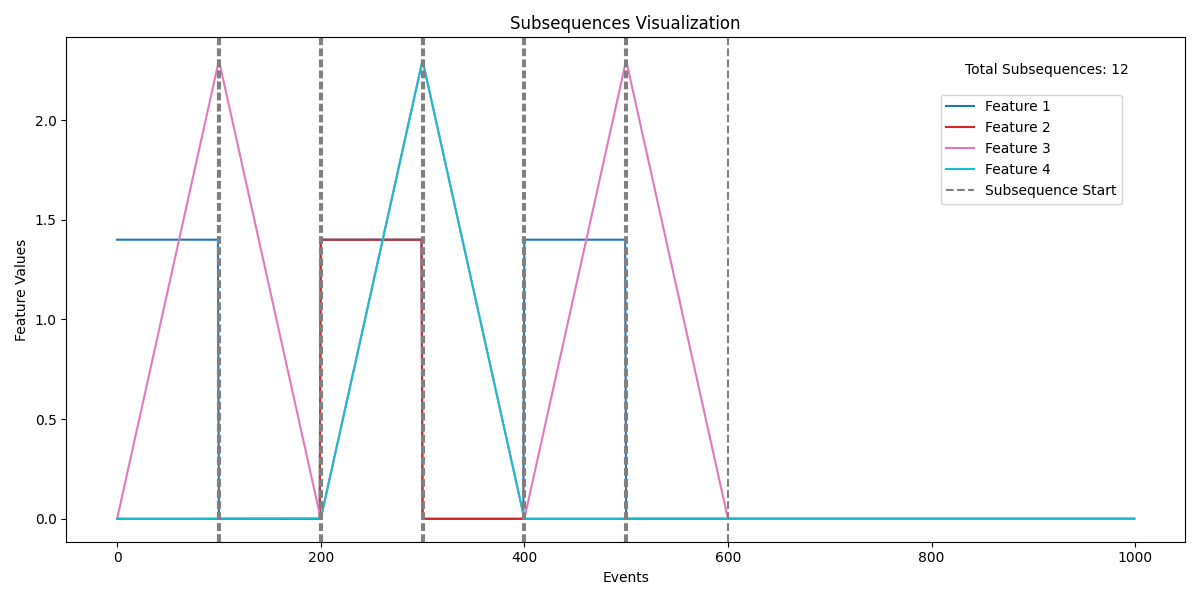 Subsequences Visualization
Total Subsequences: 12
Feature 1
Feature 2
Feature 3
Feature 4
Subsequence Start
Feature Values
2.0
1.5
1.0
0.5
0.0
0 200 400 600 800 1000
Events